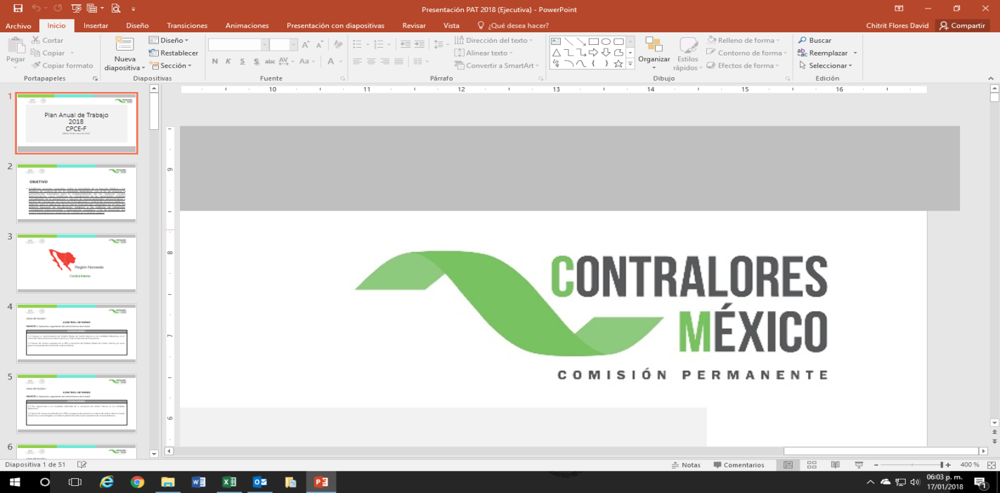 Presentación PAT 2018 (Ejecutiva) - PowerPoint
Archivo Inicio Insertar Diseño Transiciones Animaciones Presentación con diapositivas Revisar Vista ¿Qué desea hacer? Chitrit Flores David Compartir
Pegar
Cortar
Copiar
Copiar formato
Portapapeles
Nueva diapositiva
Diseño
Restablecer
Sección
Diapositivas
N K S S abc AV Aa A
Fuente
Dirección del texto
Alinear texto
Convertir a SmartArt
Párrafo
Organizar
Estilos rápidos
Relleno de forma
Contorno de forma
Efectos de forma
Dibujo
Buscar
Reemplazar
Seleccionar
Edición
10 11 12 13 14 15 16
1
Plan Anual de Trabajo
2018
CPCE-F
2
OBJETIVO
3
Región Noroeste
Control Interno
4
CONTROL INTERNO
5
CONTROL INTERNO
6
9
8
7
6
CONTRALORES
MÉXICO
COMISIÓN PERMANENTE
Diapositiva 1 de 51
Notas Comentarios 400 %
06:03 p. m.
17/01/2018